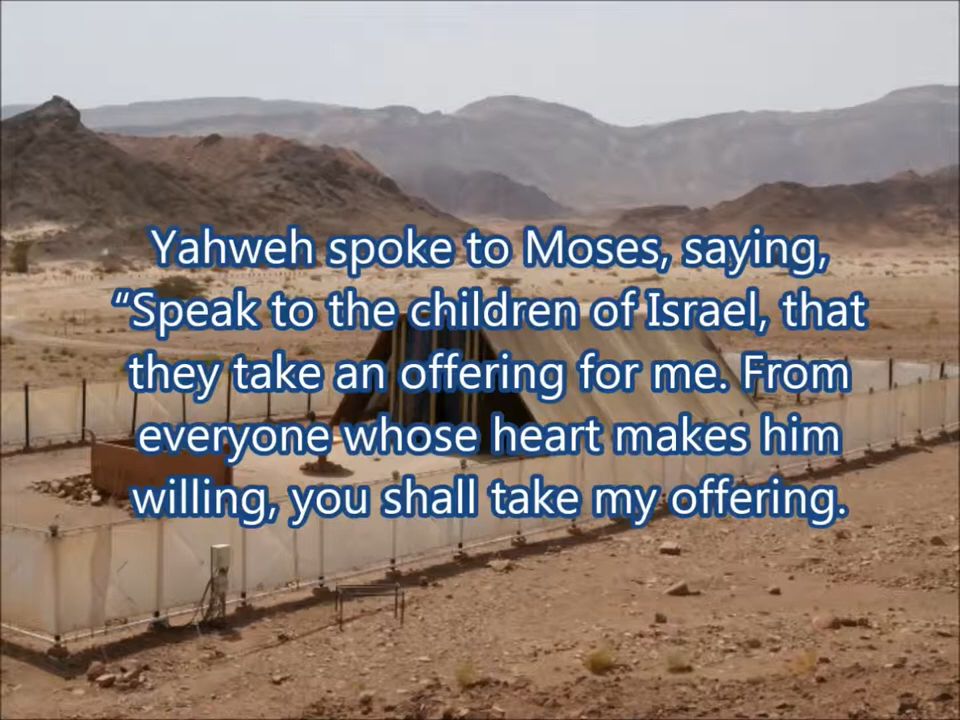 Yahweh spoke to Moses, saying,
“Speak to the children of Israel, that
they take an offering for me. From
everyone whose heart makes him
willing, you shall take my offering.